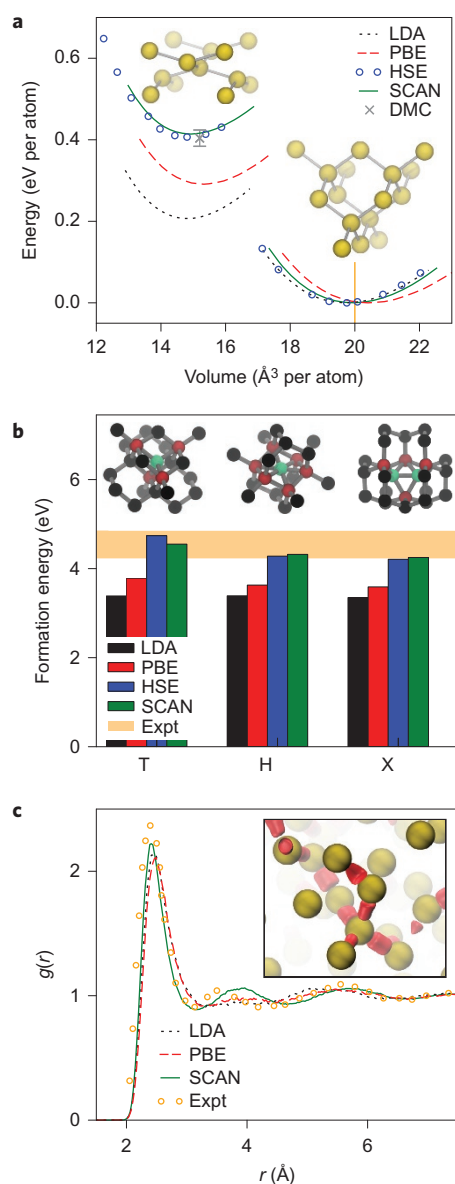 a
LDA
PBE
HSE
SCAN
DMC
0.6
0.4
0.2
0.0
Energy (eV per atom)
12
14
16
18
20
22
Volume (Å³ per atom)
b
6
4
2
0
Formation energy (eV)
LDA
PBE
HSE
SCAN
Expt
T
H
X
c
2
1
0
g(r)
LDA
PBE
SCAN
Expt
2
4
6
r (Å)